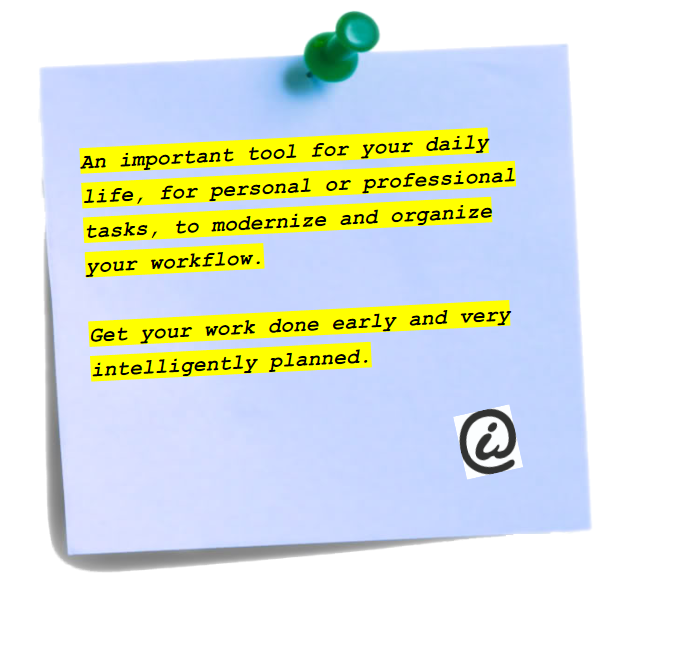 An important tool for your daily
life, for personal or professional
tasks, to modernize and organize
your workflow.
Get your work done early and very
intelligently planned.